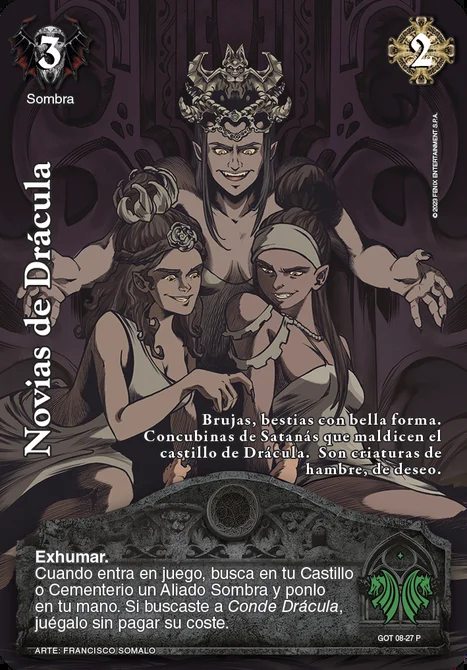 3
2
Sombra
© 2023 FENIX ENTERTAINMENT S.P.A.
Novias de Drácula
Brujas, bestias con bella forma.
Concubinas de Satanás que maldicen el
castillo de Drácula. Son criaturas de
hambre, de deseo.
Exhumar.
Cuando entra en juego, busca en tu Castillo
o Cementerio un Aliado Sombra y ponlo
en tu mano. Si buscaste a Conde Drácula,
juégalo sin pagar su coste.
GOT 08-27 P
ARTE: FRANCISCO SOMALO